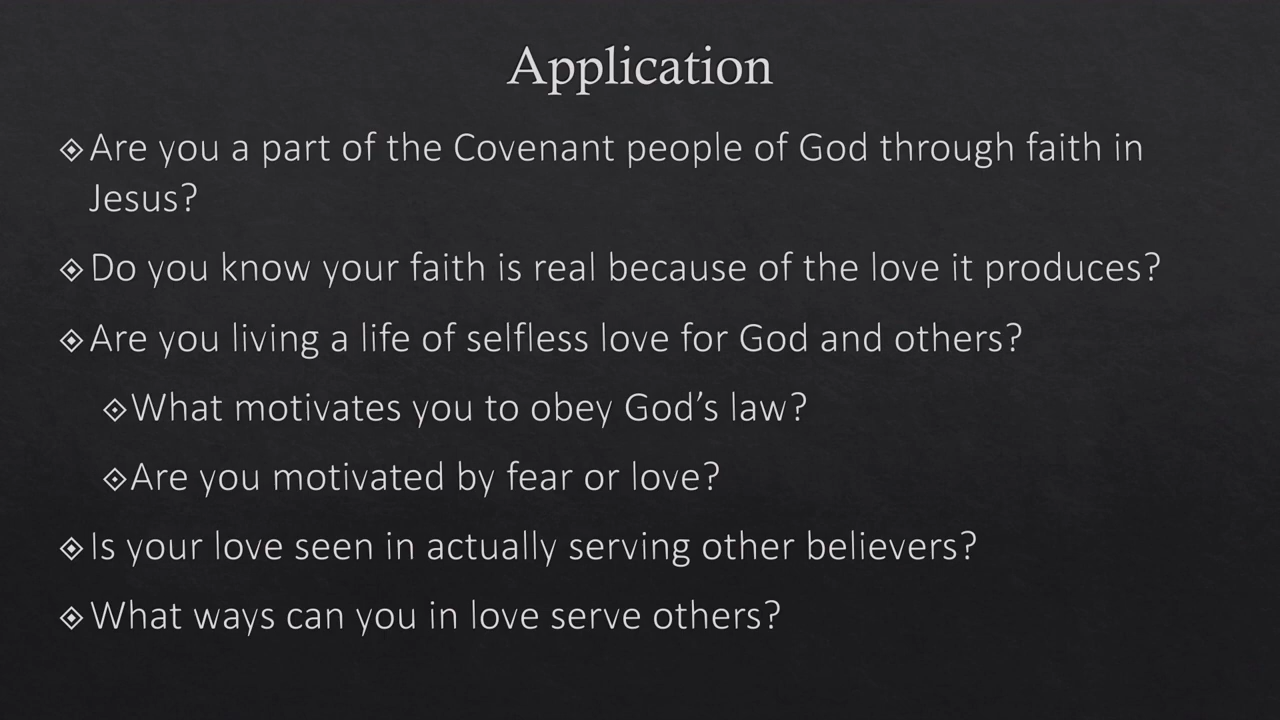 Application
Are you a part of the Covenant people of God through faith in
Jesus?
Do you know your faith is real because of the love it produces?
Are you living a life of selfless love for God and others?
What motivates you to obey God’s law?
Are you motivated by fear or love?
Is your love seen in actually serving other believers?
What ways can you in love serve others?